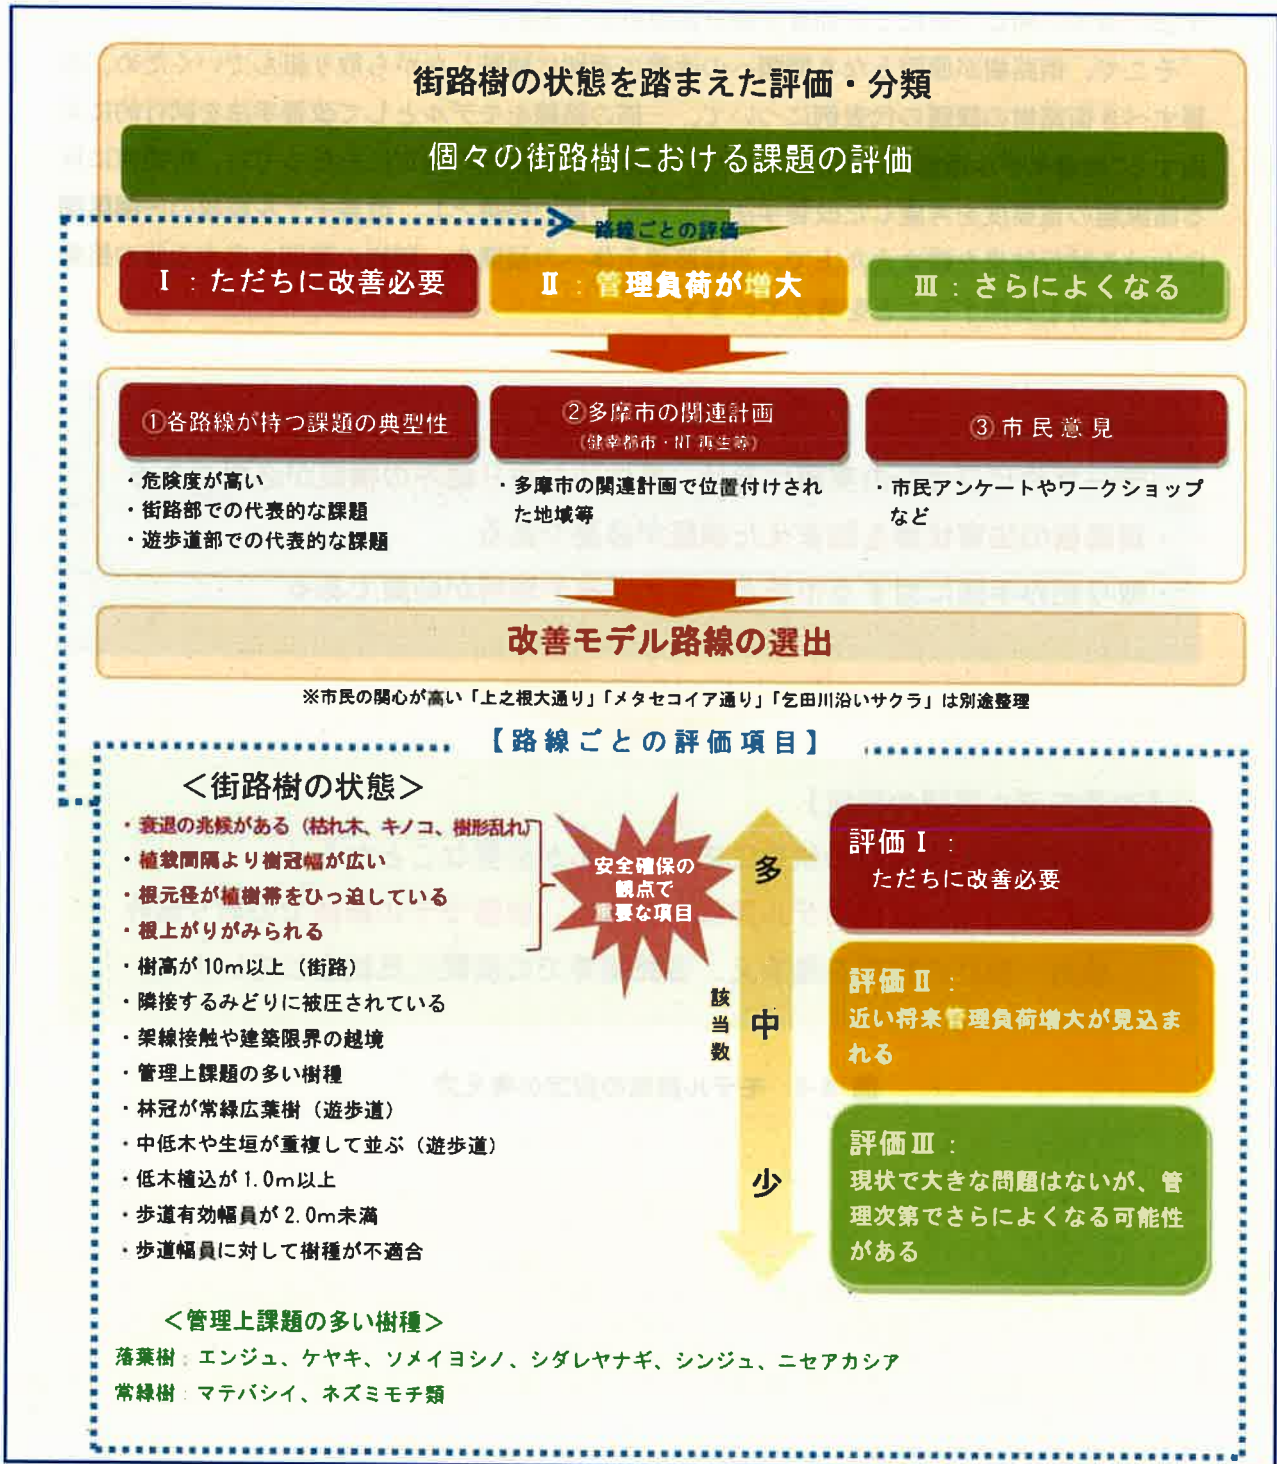 街路樹の状態を踏まえた評価・分類
個々の街路樹における課題の評価
路線ごとの評価
Ⅰ：ただちに改善必要
Ⅱ：管理負荷が増大
Ⅲ：さらによくなる
①各路線が持つ課題の典型性
・危険度が高い
・街路部での代表的な課題
・遊歩道部での代表的な課題
②多摩市の関連計画
（健幸都市・NT再生等）
・多摩市の関連計画で位置付けされ
た地域等
③市民意見
・市民アンケートやワークショップ
など
改善モデル路線の選出
※市民の関心が高い「上之根大通り」「メタセコイア通り」「乞田川沿いサクラ」は別途整理
【路線ごとの評価項目】
＜街路樹の状態＞
・衰退の兆候がある（枯れ木、キノコ、樹形乱れ）
・植栽間隔より樹冠幅が広い
・根元径が植樹帯をひっ迫している
・根上がりがみられる
・樹高が10m以上（街路）
・隣接するみどりに被圧されている
・架線接触や建築限界の越境
・管理上課題の多い樹種
・林冠が常緑広葉樹（遊歩道）
・中低木や生垣が重複して並ぶ（遊歩道）
・低木植込が1.0m以上
・歩道有効幅員が2.0m未満
・歩道幅員に対して樹種が不適合
安全確保の
観点で
重要な項目
該当数
多
中
少
評価Ⅰ：
ただちに改善必要
評価Ⅱ：
近い将来管理負荷増大が見込ま
れる
評価Ⅲ：
現状で大きな問題はないが、管
理次第でさらによくなる可能性
がある
＜管理上課題の多い樹種＞
落葉樹：エンジュ、ケヤキ、ソメイヨシノ、シダレヤナギ、シンジュ、ニセアカシア
常緑樹：マテバシイ、ネズミモチ類